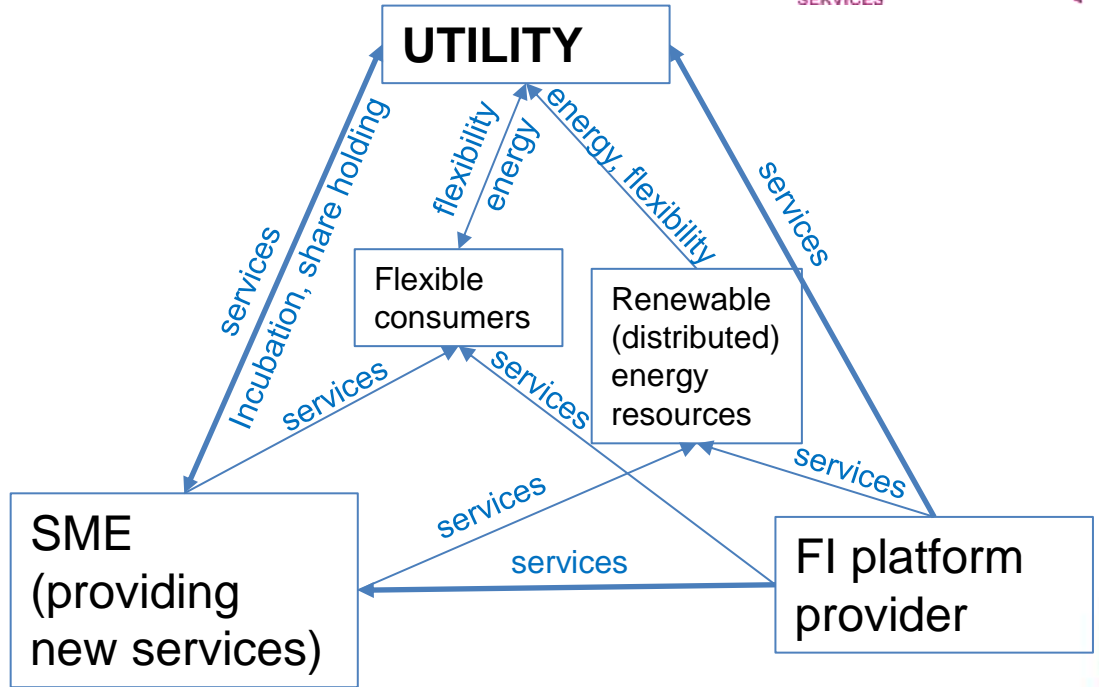 SERVICES
UTILITY
flexibility
energy
energy, flexibility
services
services
Incubation, share holding
Flexible
consumers
Renewable
(distributed)
energy
resources
services
services
services
services
services
SME
(providing
new services)
FI platform
provider